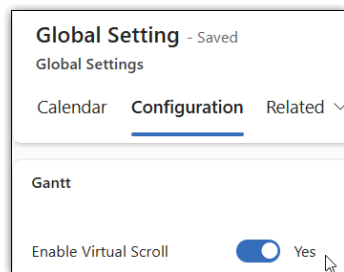 Global Setting - Saved
Global Settings
Calendar Configuration Related
Gantt
Enable Virtual Scroll Yes